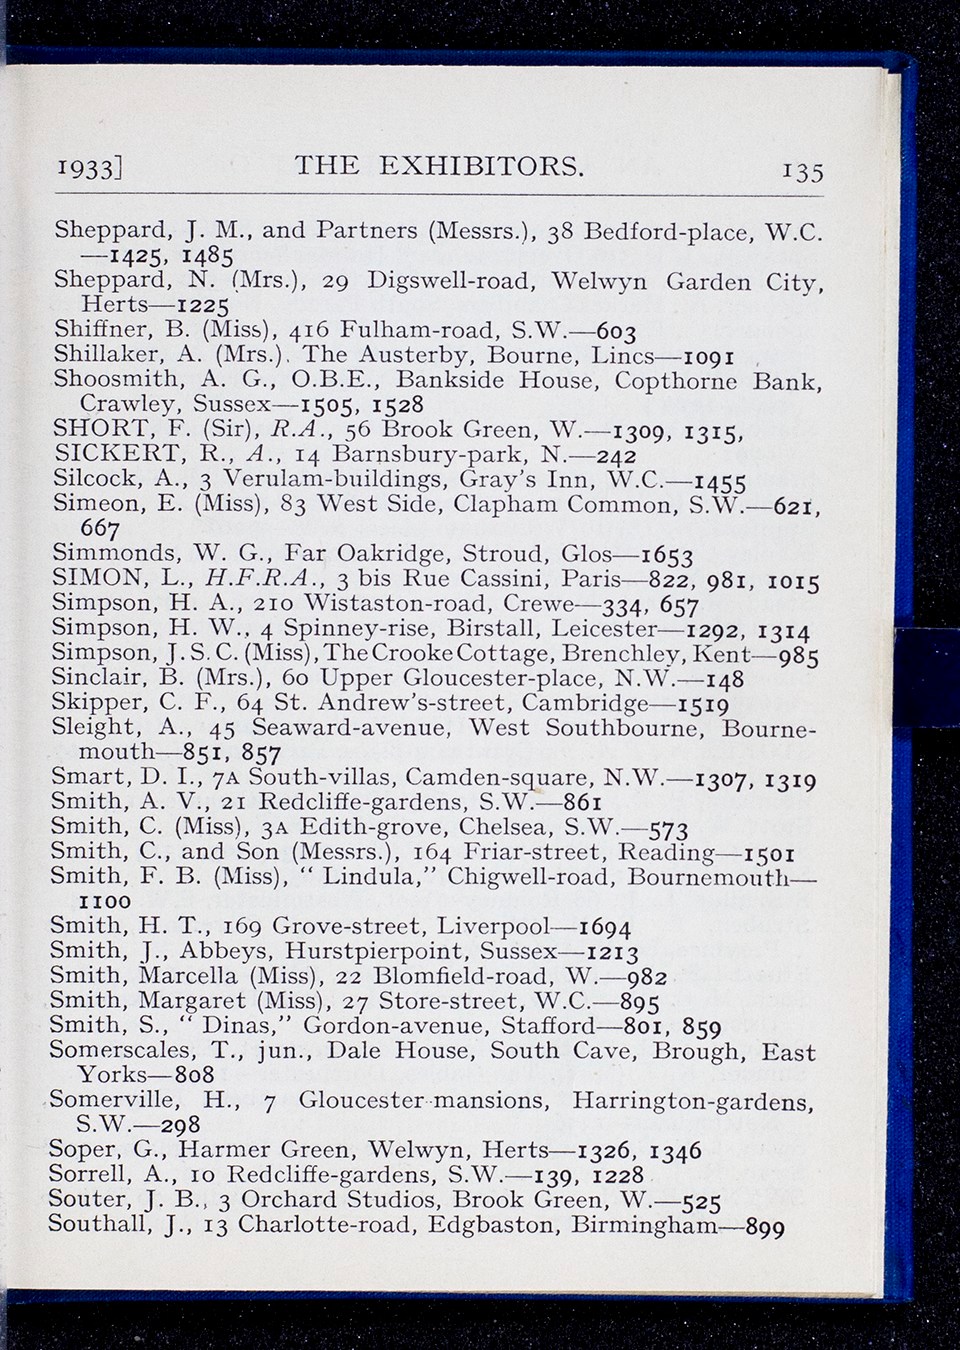 1933] THE EXHIBITORS. 135
Sheppard, J. M., and Partners (Messrs.), 38 Bedford-place, W.C.
—1425, 1485
Sheppard, N. (Mrs.), 29 Digswell-road, Welwyn Garden City,
Herts—1225
Shiffner, B. (Miss), 416 Fulham-road, S.W.—603
Shillaker, A. (Mrs.), The Austerby, Bourne, Lincs—1091
Shoosmith, A. G., O.B.E., Bankside House, Copthorne Bank,
Crawley, Sussex—1505, 1528
SHORT, F. (Sir), R.A., 56 Brook Green, W.—1309, 1315,
SICKERT, R., A., 14 Barnsbury-park, N.—242
Silcock, A., 3 Verulam-buildings, Gray's Inn, W.C.—1455
Simeon, E. (Miss), 83 West Side, Clapham Common, S.W.—621,
667
Simmonds, W. G., Far Oakridge, Stroud, Glos—1653
SIMON, L., H.F.R.A., 3 bis Rue Cassini, Paris—822, 981, 1015
Simpson, H. A., 210 Wistaston-road, Crewe—334, 657
Simpson, H. W., 4 Spinney-rise, Birstall, Leicester—1292, 1314
Simpson, J. S. C. (Miss), The Crooke Cottage, Brenchley, Kent—985
Sinclair, B. (Mrs.), 60 Upper Gloucester-place, N.W.—148
Skipper, C. F., 64 St. Andrew's-street, Cambridge—1519
Sleight, A., 45 Seaward-avenue, West Southbourne, Bourne-
mouth—851, 857
Smart, D. I., 7A South-villas, Camden-square, N.W.—1307, 1319
Smith, A. V., 21 Redcliffe-gardens, S.W.—861
Smith, C. (Miss), 3A Edith-grove, Chelsea, S.W.—573
Smith, C., and Son (Messrs.), 164 Friar-street, Reading—1501
Smith, F. B. (Miss), “ Lindula,” Chigwell-road, Bournemouth—
1100
Smith, H. T., 169 Grove-street, Liverpool—1694
Smith, J., Abbeys, Hurstpierpoint, Sussex—1213
Smith, Marcella (Miss), 22 Blomfield-road, W.—982
Smith, Margaret (Miss), 27 Store-street, W.C.—895
Smith, S., “ Dinas,” Gordon-avenue, Stafford—801, 859
Somerscales, T., jun., Dale House, South Cave, Brough, East
Yorks—808
Somerville, H., 7 Gloucester-mansions, Harrington-gardens,
S.W.—298
Soper, G., Harmer Green, Welwyn, Herts—1326, 1346
Sorrell, A., 10 Redcliffe-gardens, S.W.—139, 1228
Souter, J. B., 3 Orchard Studios, Brook Green, W.—525
Southall, J., 13 Charlotte-road, Edgbaston, Birmingham—899